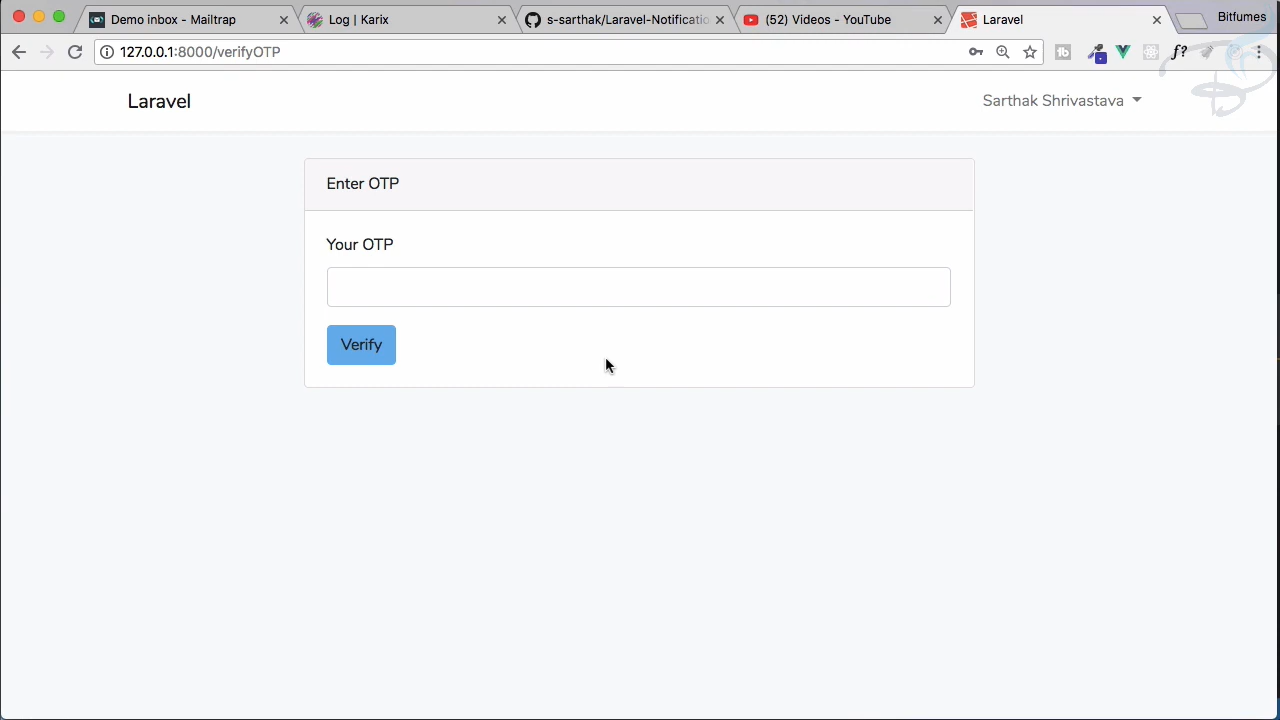 Demo inbox - Mailtrap
Log | Karix
s-sarthak/Laravel-Notificatio
(52) Videos - YouTube
Laravel
Bitfumes
127.0.0.1:8000/verifyOTP
f?
Laravel
Sarthak Shrivastava
Enter OTP
Your OTP
Verify